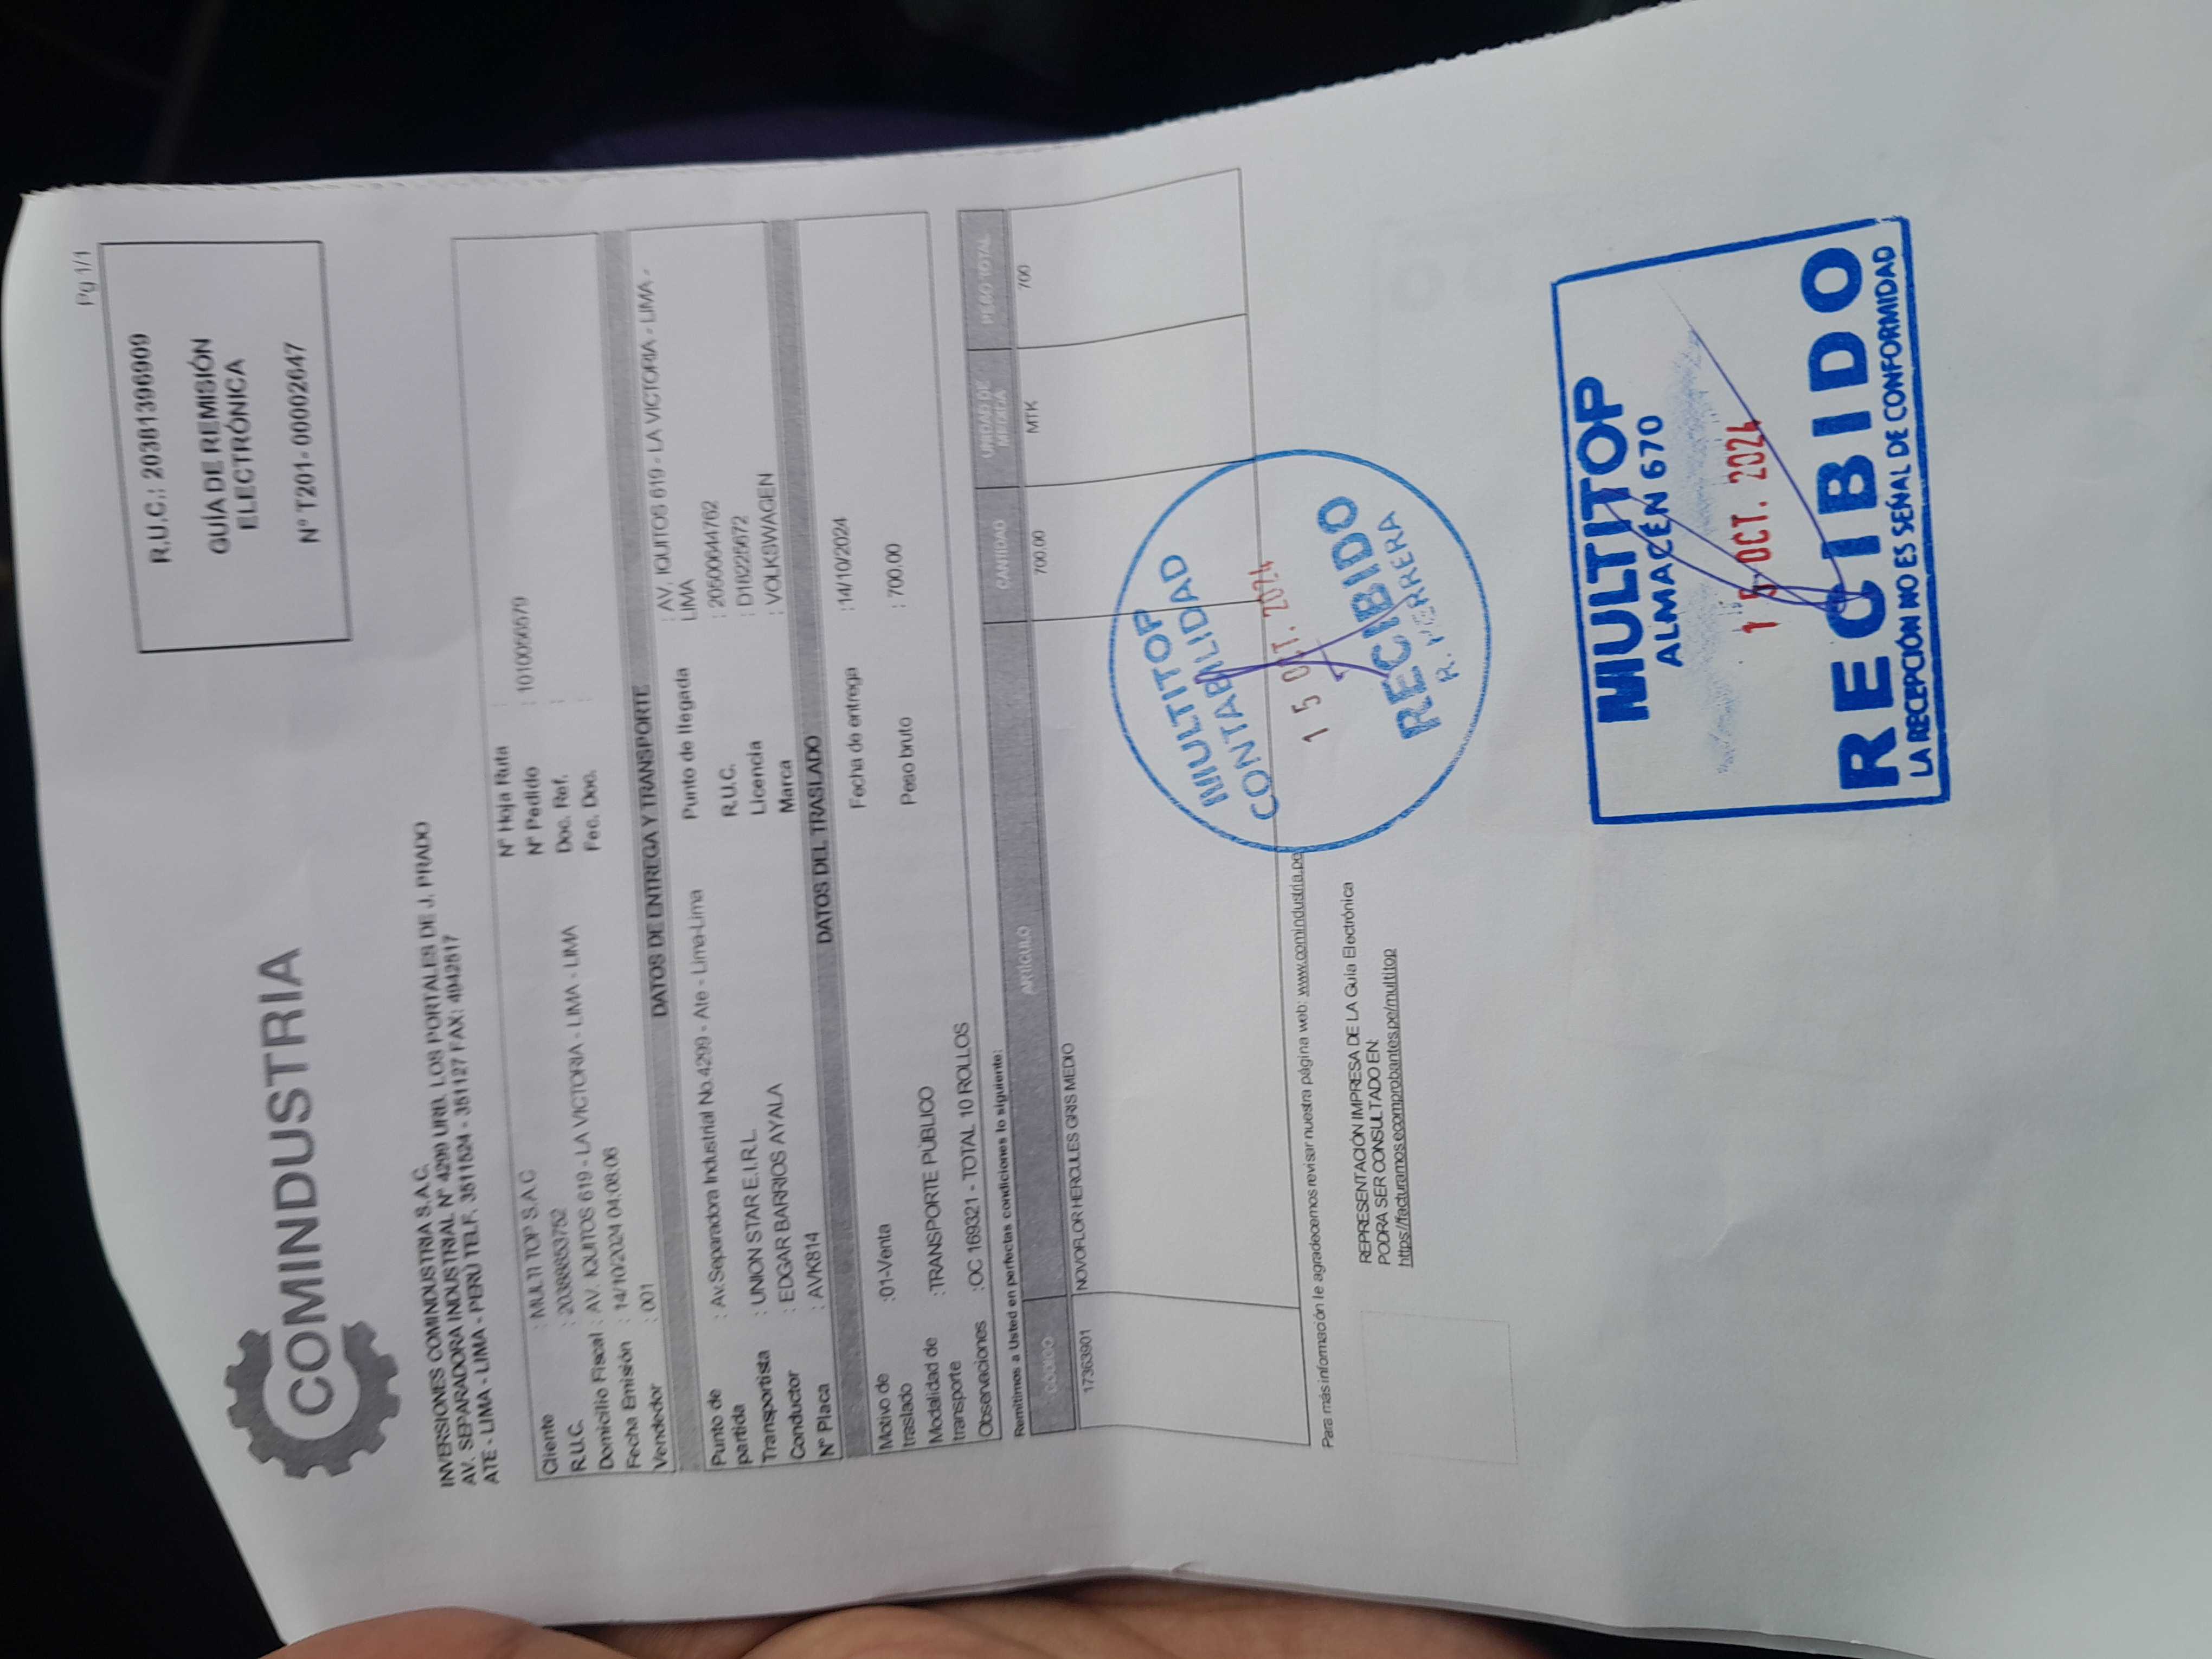 Pg 1/1
COMINDUSTRIA
R.U.C.: 20381396909
GUÍA DE REMISIÓN
ELECTRÓNICA
N° T201-00002647
INVERSIONES COMINDUSTRIA S.A.C.
AV. SEPARADORA INDUSTRIAL N° 4299 URB. LOS PORTALES DE J. PRADO
ATE - LIMA - LIMA - PERÚ TELF. 3511524 - 351127 FAX: 4942517
Cliente : MULTI TOP S.A.C N° Hoja Ruta :
R.U.C. : 20388853752 N° Pedido
Domicilio Fiscal : AV. IQUITOS 619 - LA VICTORIA - LIMA - LIMA Doc. Ref. :
Fecha Emisión : 14/10/2024 04:08:06 Fec. Doc. :
Vendedor : 001
DATOS DE ENTREGA Y TRANSPORTE
Punto de partida : Av.Separadora Industrial No.4299 - Ate - Lima-Lima Punto de llegada : AV. IQUITOS 619 - LA VICTORIA - LIMA - LIMA
Transportista : UNION STAR E.I.R.L. R.U.C. : 20500644762
Conductor : EDGAR BARRIOS AYALA Licencia : D18225672
N° Placa : AVK814 Marca : VOLKSWAGEN
DATOS DEL TRASLADO
Motivo de traslado :01-Venta Fecha de entrega :14/10/2024
Modalidad de transporte :TRANSPORTE PÚBLICO Peso bruto : 700.00
Observaciones :OC 169321 - TOTAL 10 ROLLOS
Remitimos a Usted en perfectas condiciones lo siguiente:
CÓDIGO ARTÍCULO CANTIDAD UNIDAD DE MEDIDA PESO TOTAL
17363901 NOVOFLOR HERCULES GRIS MEDIO 700.00 MTK 700
Para más información le agradecemos revisar nuestra página web: www.comindustria.pe
REPRESENTACIÓN IMPRESA DE LA Guía Electrónica
PODRA SER CONSULTADO EN:
https://facturamos.ecomprobantes.pe/multitop
MULTITOP
CONTABILIDAD
15 OCT. 2024
RECIBIDO
R. HERRERA
MULTITOP
ALMACÉN 670
15 OCT. 2024
RECIBIDO
LA RECEPCIÓN NO ES SEÑAL DE CONFORMIDAD